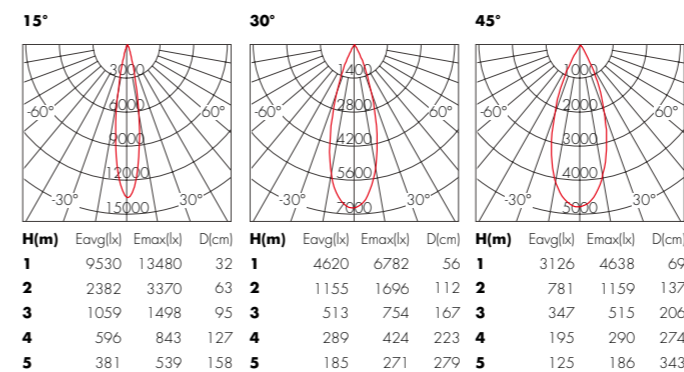 15° 30° 45°
3000 1400 1000
6000 2800 2000
-60° 60° -60° 60° -60° 60°
9000 4200 3000
12000 5600 4000
-30° 30° -30° 30° -30° 30°
15000 7000 5000
H(m) Eavg(lx) Emax(lx) D(cm) H(m) Eavg(lx) Emax(lx) D(cm) H(m) Eavg(lx) Emax(lx) D(cm)
1 9530 13480 32 1 4620 6782 56 1 3126 4638 69
2 2382 3370 63 2 1155 1696 112 2 781 1159 137
3 1059 1498 95 3 513 754 167 3 347 515 206
4 596 843 127 4 289 424 223 4 195 290 274
5 381 539 158 5 185 271 279 5 125 186 343